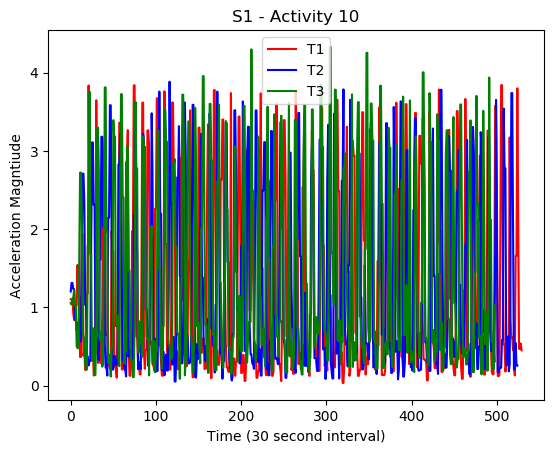 S1 - Activity 10
T1
T2
T3
Acceleration Magntiude
4
3
2
1
0
0 100 200 300 400 500
Time (30 second interval)